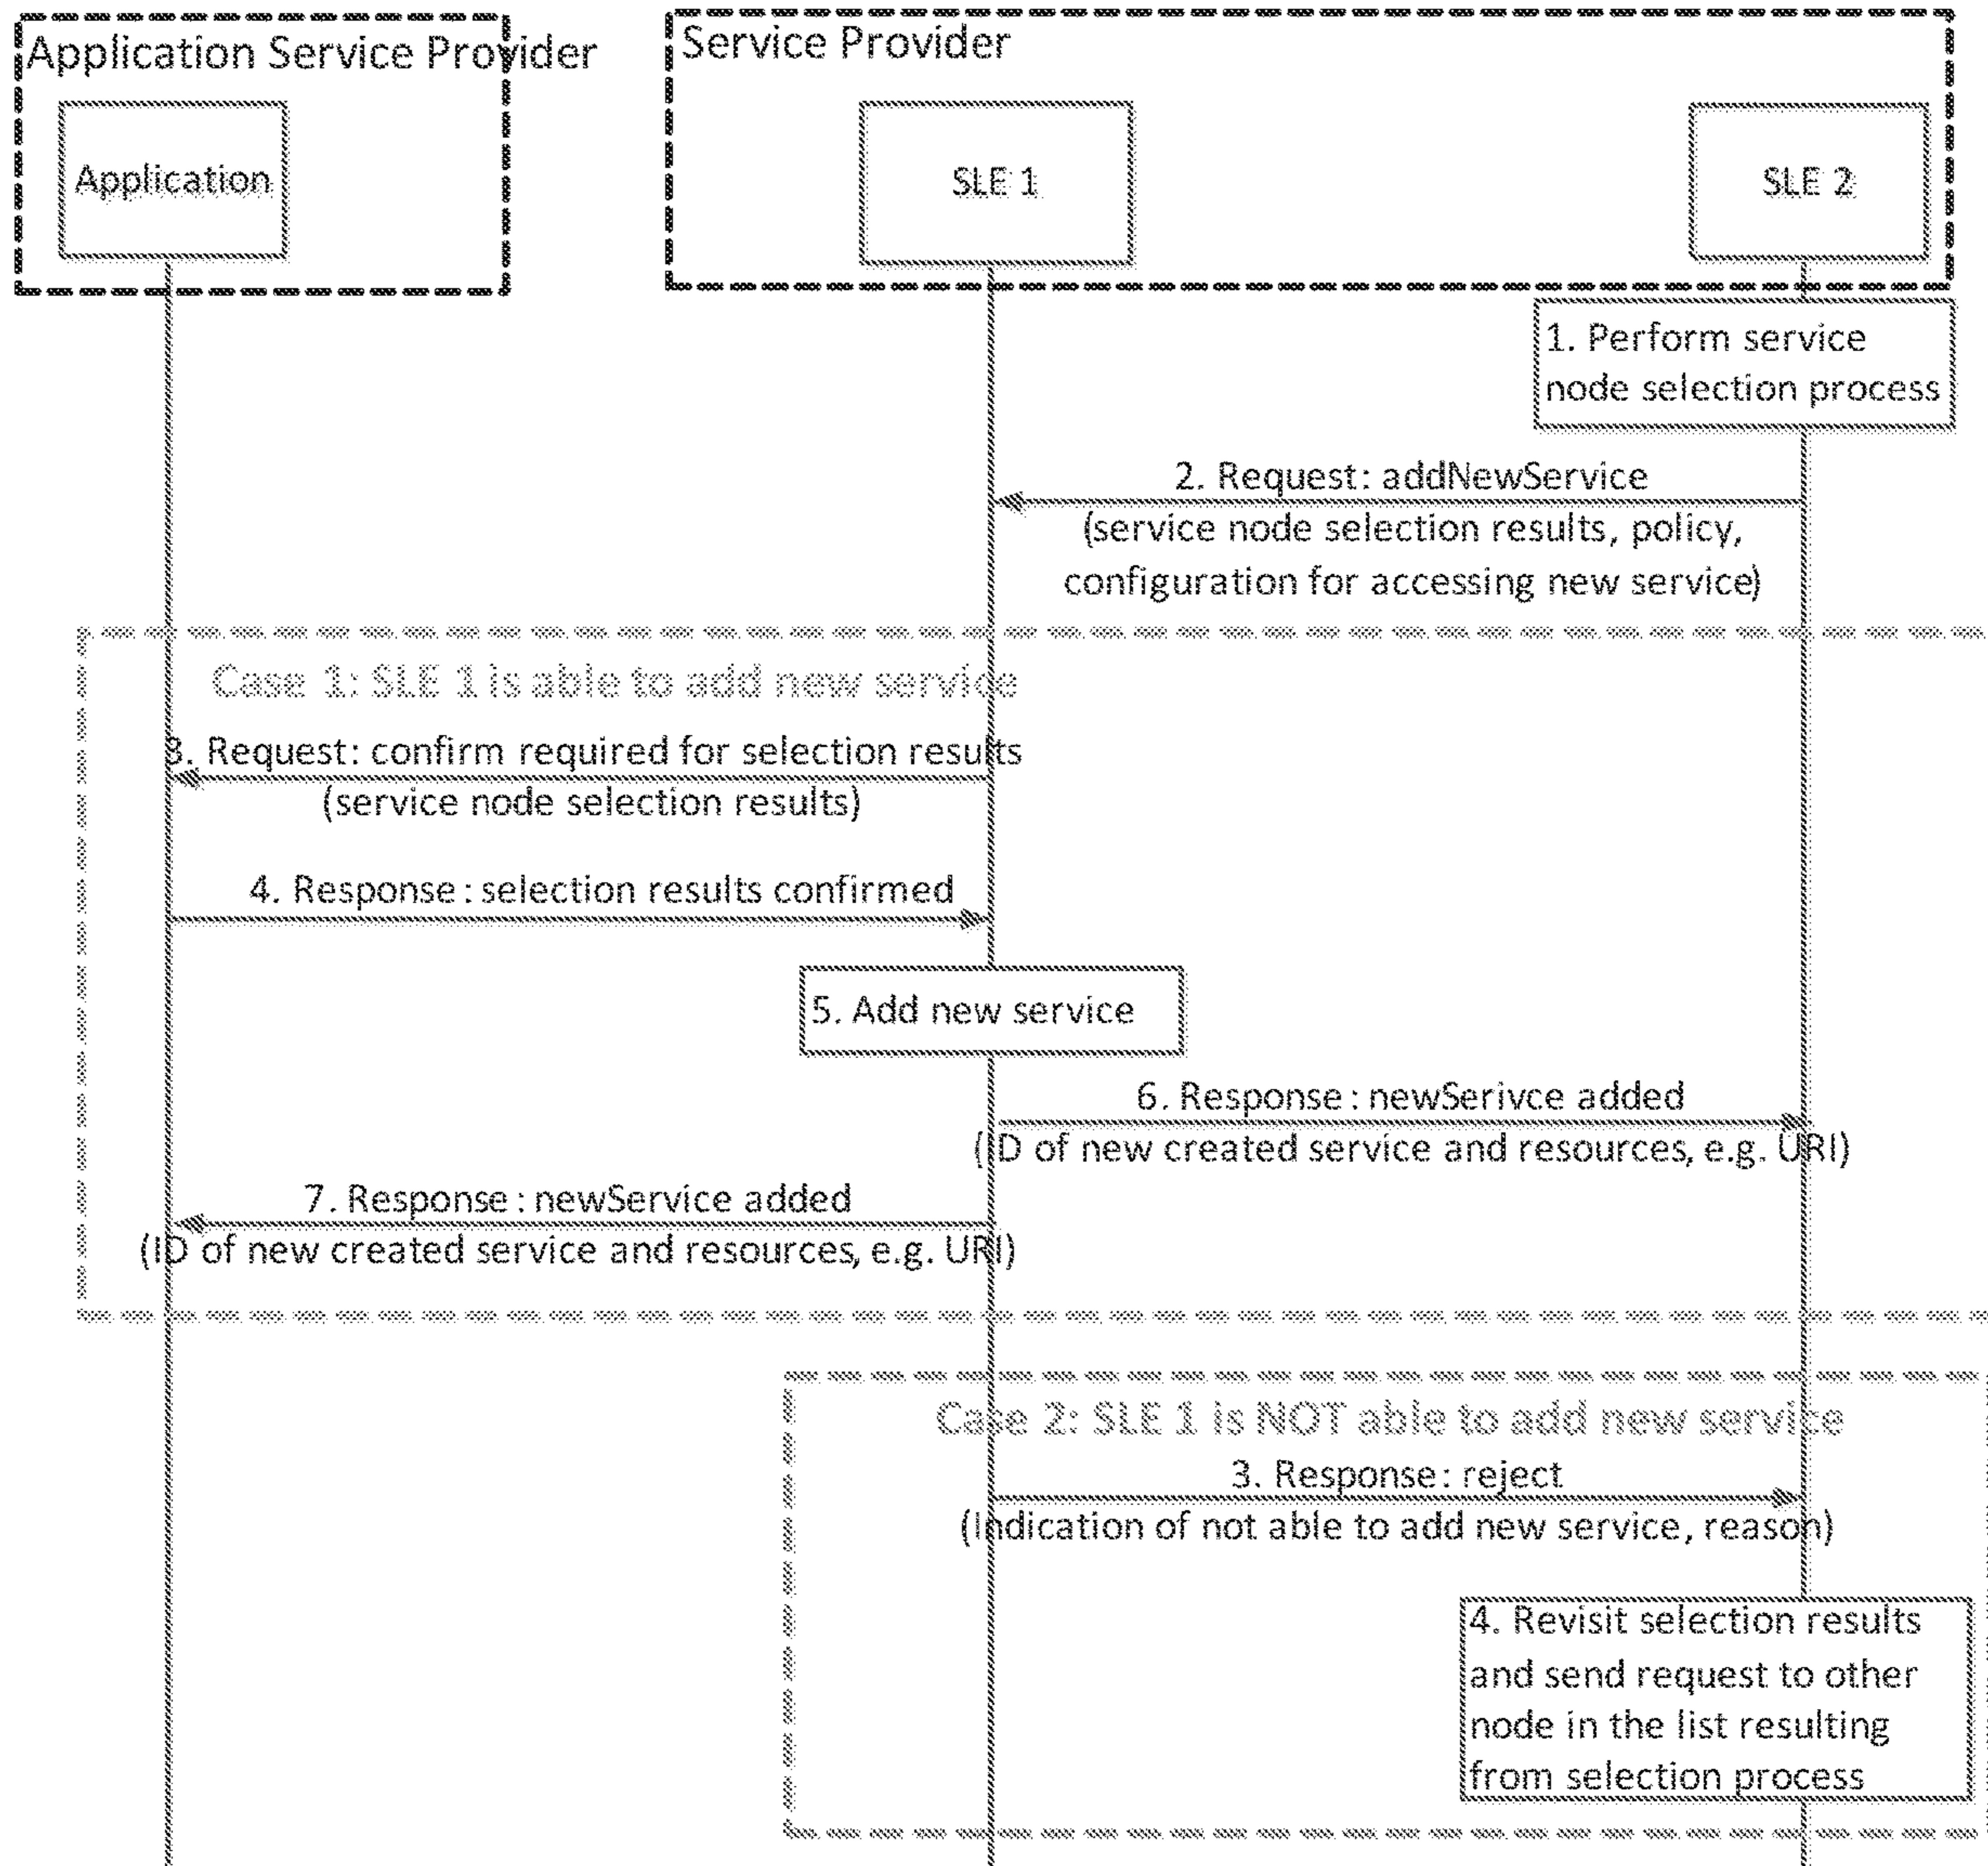 Application Service Provider
Service Provider
Application
SLE 1
SLE 2
1. Perform service
node selection process
2. Request: addNewService
(service node selection results, policy,
configuration for accessing new service)
Case 1: SLE 1 is able to add new service
3. Request: confirm required for selection results
(service node selection results)
4. Response: selection results confirmed
5. Add new service
6. Response: newSerivce added
(ID of new created service and resources, e.g. URI)
7. Response: newService added
(ID of new created service and resources, e.g. URI)
Case 2: SLE 1 is NOT able to add new service
3. Response: reject
(Indication of not able to add new service, reason)
4. Revisit selection results
and send request to other
node in the list resulting
from selection process